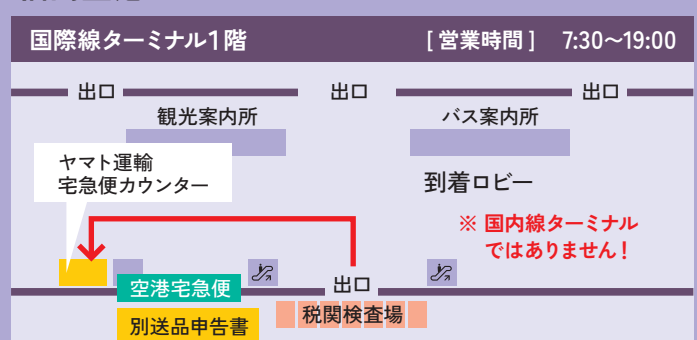 国際線ターミナル1階 [ 営業時間 ] 7:30〜19:00
出口 出口 出口
観光案内所 バス案内所
ヤマト運輸
宅急便カウンター
到着ロビー
※ 国内線ターミナル
ではありません!
空港宅急便
出口
別送品申告書
税関検査場